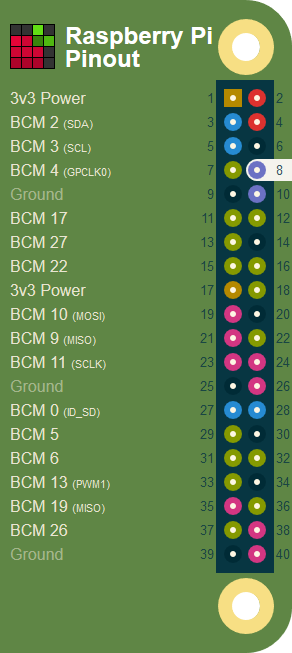 Raspberry Pi
Pinout
3v3 Power 1 2
BCM 2 (SDA) 3 4
BCM 3 (SCL) 5 6
BCM 4 (GPCLK0) 7 8
Ground 9 10
BCM 17 11 12
BCM 27 13 14
BCM 22 15 16
3v3 Power 17 18
BCM 10 (MOSI) 19 20
BCM 9 (MISO) 21 22
BCM 11 (SCLK) 23 24
Ground 25 26
BCM 0 (ID_SD) 27 28
BCM 5 29 30
BCM 6 31 32
BCM 13 (PWM1) 33 34
BCM 19 (MISO) 35 36
BCM 26 37 38
Ground 39 40